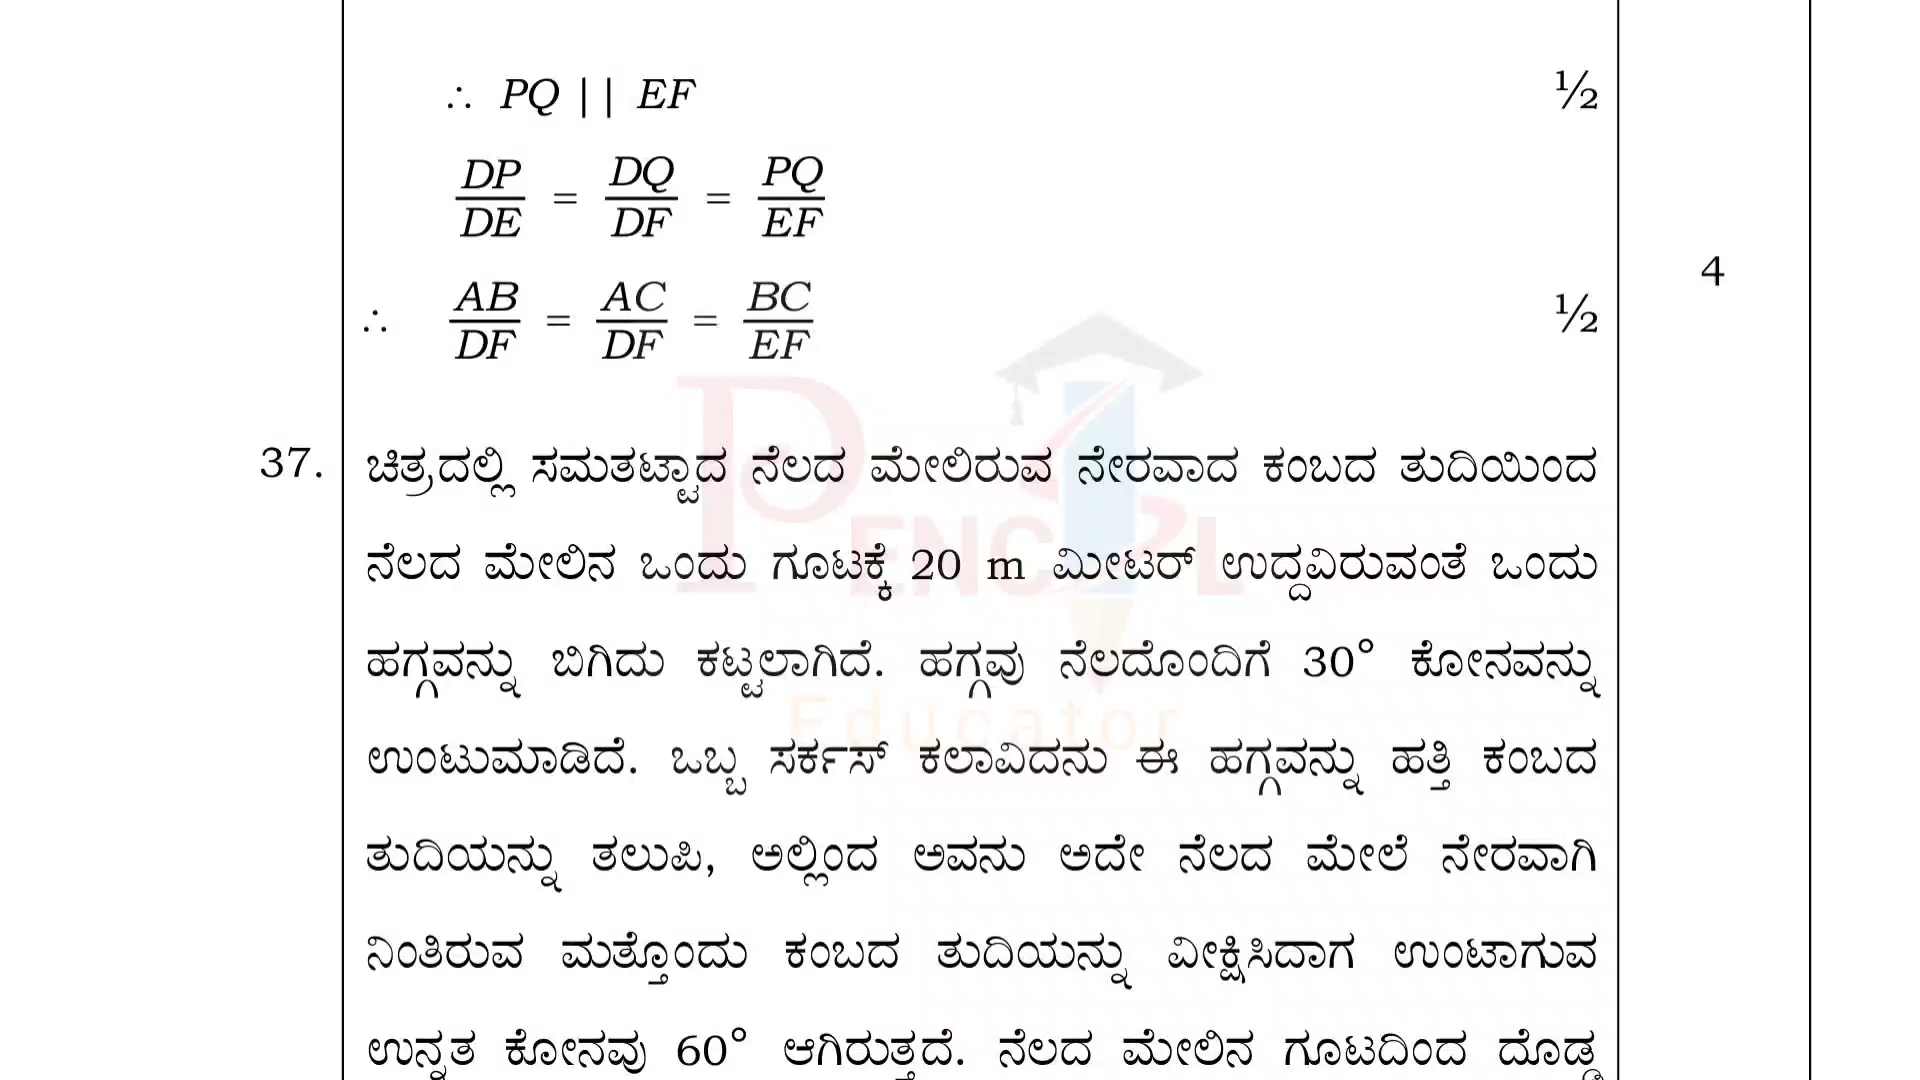 ∴ PQ || EF ½
DP/DE = DQ/DF = PQ/EF
4
∴ AB/DF = AC/DF = BC/EF ½
37. ಚಿತ್ರದಲ್ಲಿ ಸಮತಟ್ಟಾದ ನೆಲದ ಮೇಲಿರುವ ನೇರವಾದ ಕಂಬದ ತುದಿಯಿಂದ
ನೆಲದ ಮೇಲಿನ ಒಂದು ಗೂಟಕ್ಕೆ 20 m ಮೀಟರ್ ಉದ್ದವಿರುವಂತೆ ಒಂದು
ಹಗ್ಗವನ್ನು ಬಿಗಿದು ಕಟ್ಟಲಾಗಿದೆ. ಹಗ್ಗವು ನೆಲದೊಂದಿಗೆ 30° ಕೋನವನ್ನು
ಉಂಟುಮಾಡಿದೆ. ಒಬ್ಬ ಸರ್ಕಸ್ ಕಲಾವಿದನು ಈ ಹಗ್ಗವನ್ನು ಹತ್ತಿ ಕಂಬದ
ತುದಿಯನ್ನು ತಲುಪಿ, ಅಲ್ಲಿಂದ ಅವನು ಅದೇ ನೆಲದ ಮೇಲೆ ನೇರವಾಗಿ
ನಿಂತಿರುವ ಮತ್ತೊಂದು ಕಂಬದ ತುದಿಯನ್ನು ವೀಕ್ಷಿಸಿದಾಗ ಉಂಟಾಗುವ
ಉನ್ನತ ಕೋನವು 60° ಆಗಿರುತ್ತದೆ. ನೆಲದ ಮೇಲಿನ ಗೂಟದಿಂದ ದೊಡ್ಡ
PENCIL
Educator